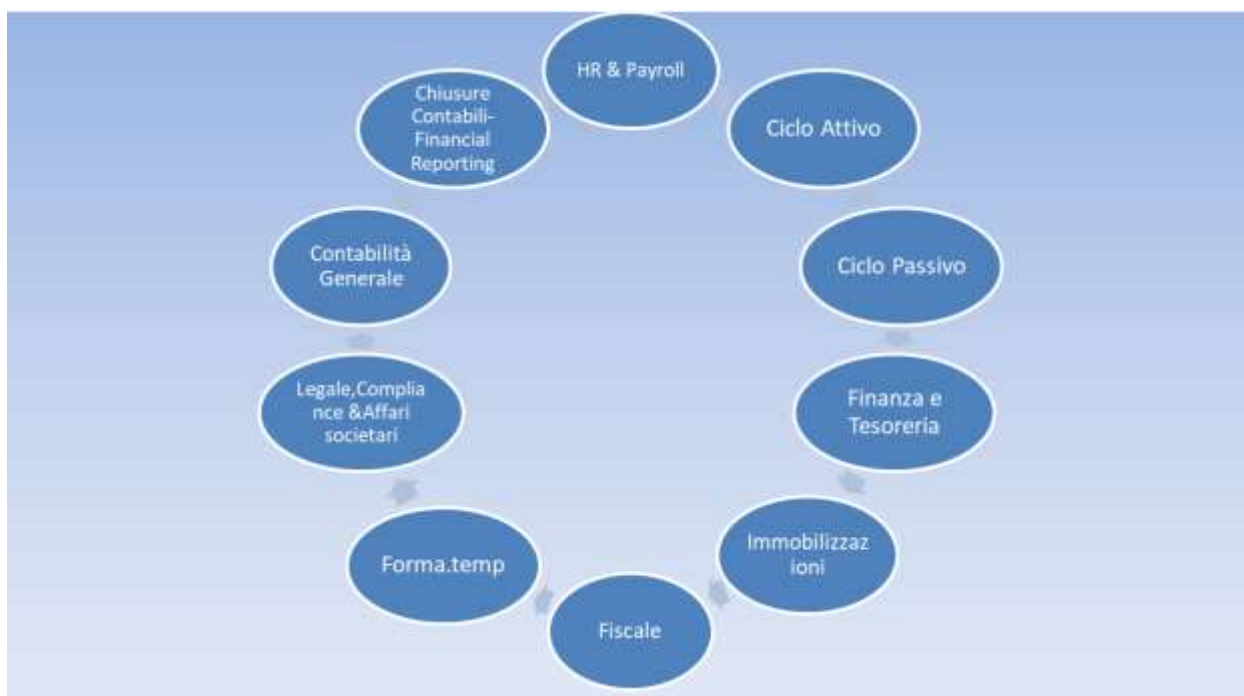 HR & Payroll
Ciclo Attivo
Ciclo Passivo
Finanza e
Tesoreria
Immobilizzaz
ioni
Fiscale
Forma.temp
Legale,Complia
nce &Affari
societari
Contabilità
Generale
Chiusure
Contabili-
Financial
Reporting